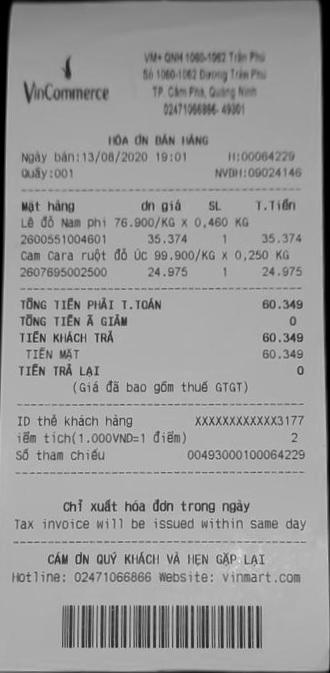 VinCommerce
VM+ QNH 1060-1062 Trần Phú
Số 1060-1062 Đường Trần Phú
TP. Cẩm Phả, Quảng Ninh
02471066866- 49301
HÓA ƠN BÁN HÀNG
Ngày bán:13/08/2020 19:01 H:00064229
Quầy:001 NVBH:09024146
Mặt hàng ơn giá SL T.Tiền
Lê đỏ Nam phi 76.900/KG X 0,460 KG
2600551004601 35.374 1 35.374
Cam Cara ruột đỏ Úc 99.900/KG X 0,250 KG
2607695002500 24.975 1 24.975
TỔNG TIỀN PHẢI T.TOÁN 60.349
TỔNG TIỀN Ã GIẢM 0
TIỀN KHÁCH TRẢ 60.349
TIỀN MẶT 60.349
TIỀN TRẢ LẠI 0
(Giá đã bao gồm thuế GTGT)
ID thẻ khách hàng XXXXXXXXXXXX3177
iểm tích(1.000VND=1 điểm) 2
Số tham chiếu 00493000100064229
Chỉ xuất hóa đơn trong ngày
Tax invoice will be issued within same day
CẢM ƠN QUÝ KHÁCH VÀ HẸN GẶP LẠI
Hotline: 02471066866 Website: vinmart.com